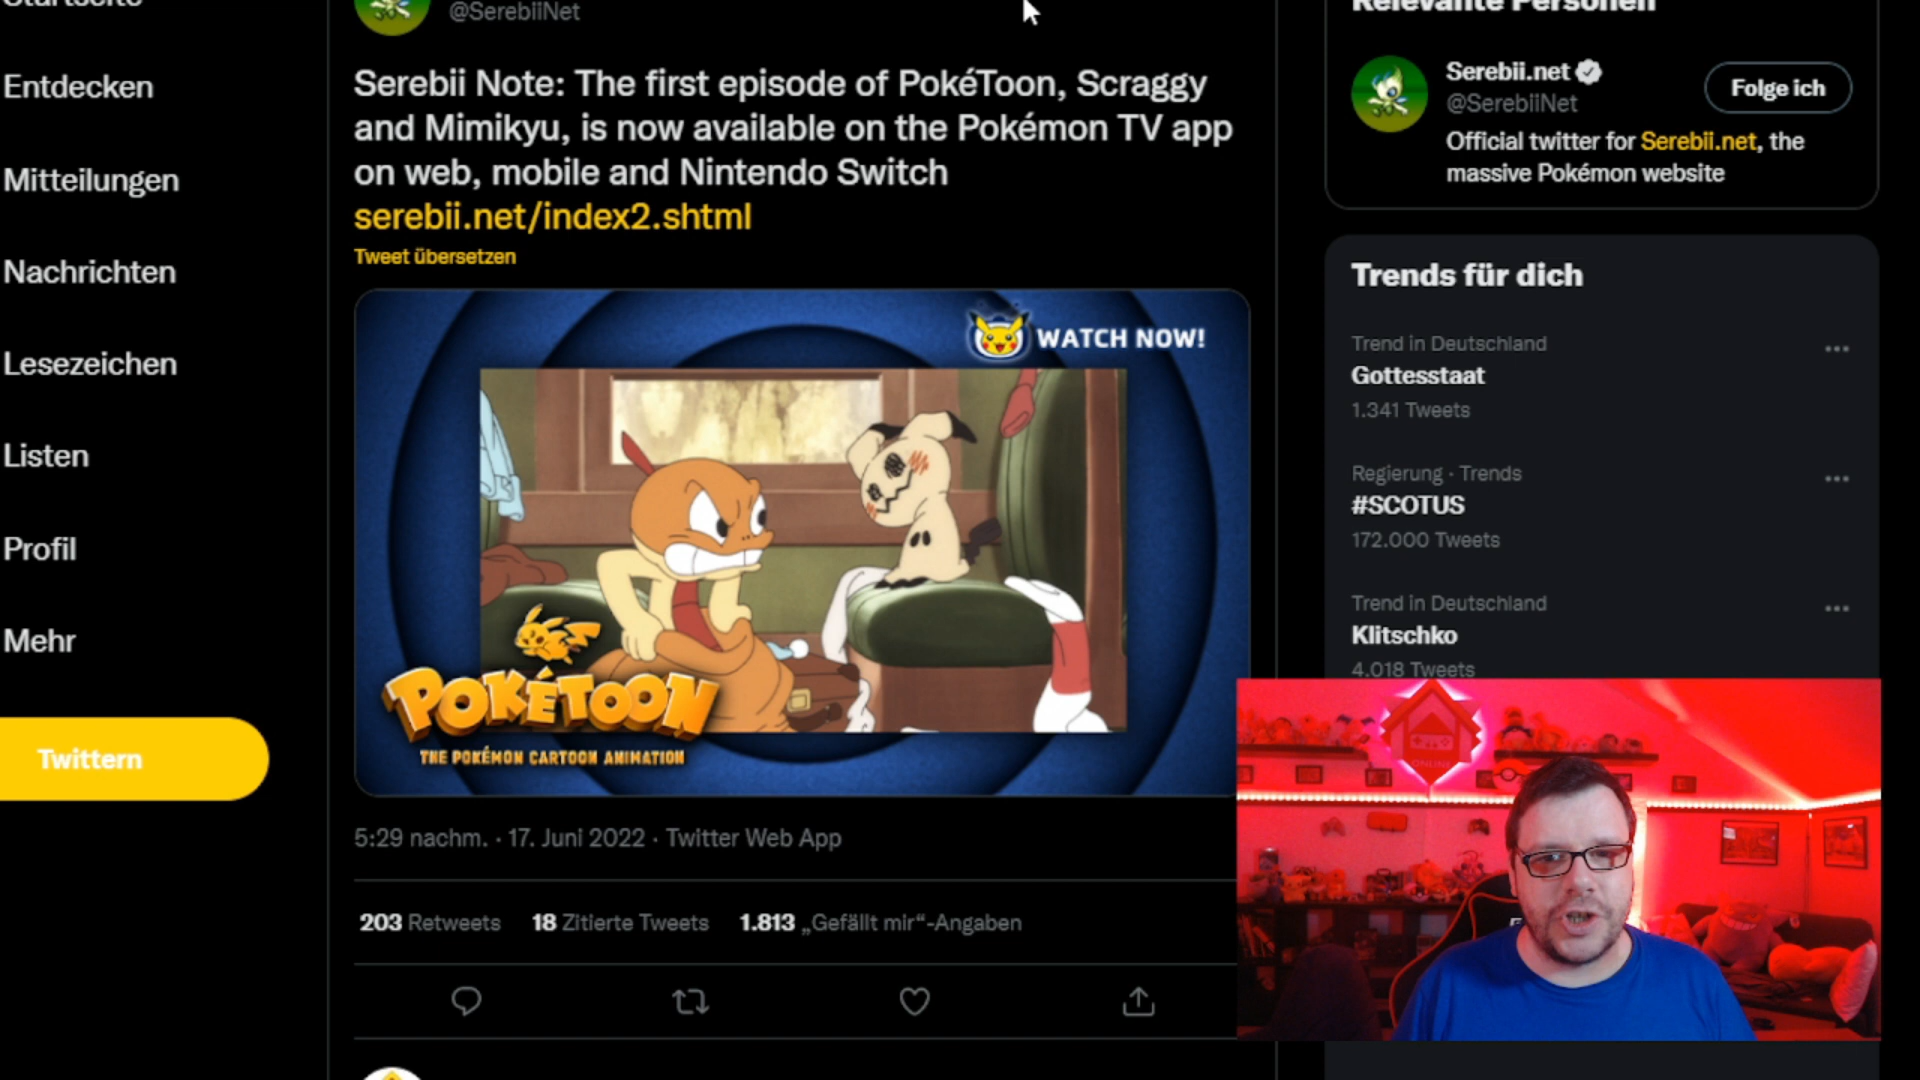 Startseite
Entdecken
Mitteilungen
Nachrichten
Lesezeichen
Listen
Profil
Mehr
Twittern
@SerebiiNet
Serebii Note: The first episode of PokéToon, Scraggy
and Mimikyu, is now available on the Pokémon TV app
on web, mobile and Nintendo Switch
serebii.net/index2.shtml
Tweet übersetzen
WATCH NOW!
POKÉTOON
THE POKÉMON CARTOON ANIMATION
5:29 nachm. · 17. Juni 2022 · Twitter Web App
203 Retweets 18 Zitierte Tweets 1.813 „Gefällt mir“-Angaben
Relevante Personen
Serebii.net
@SerebiiNet
Folge ich
Official twitter for Serebii.net, the
massive Pokémon website
Trends für dich
Trend in Deutschland
Gottesstaat
1.341 Tweets
Regierung · Trends
#SCOTUS
172.000 Tweets
Trend in Deutschland
Klitschko
4.018 Tweets
ONLINE